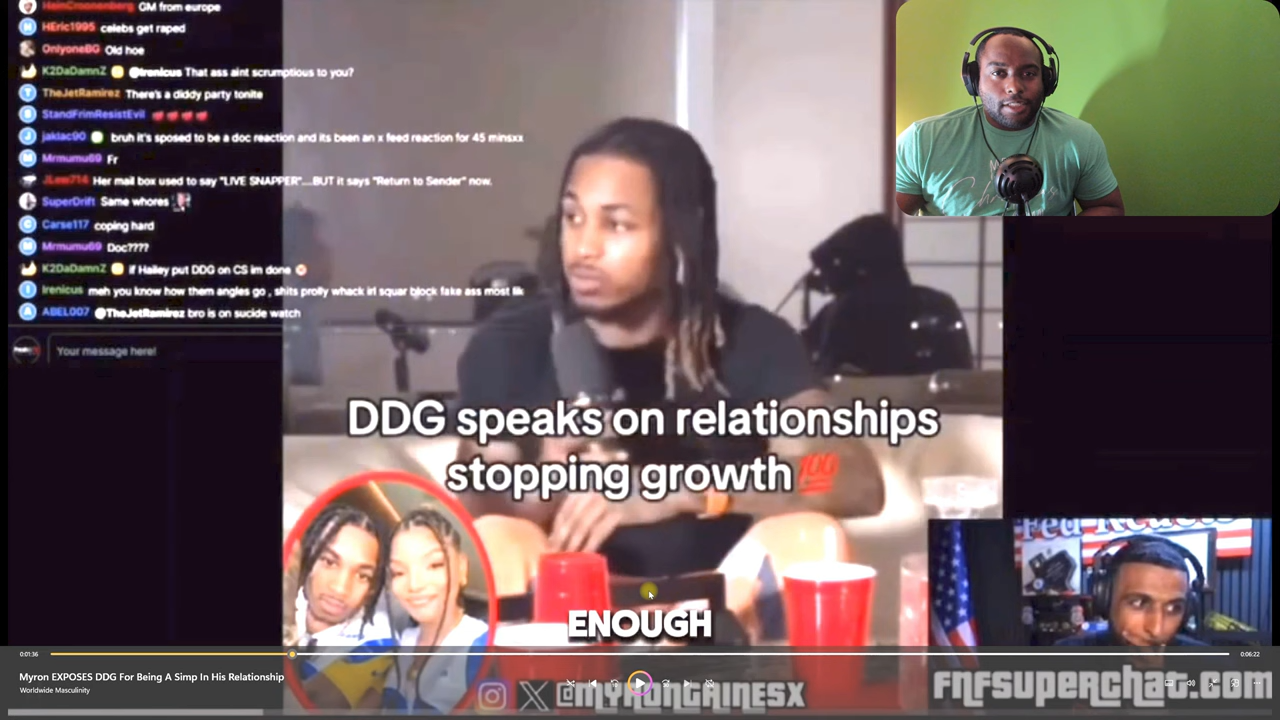 HeinCroonenberg GM from europe
HEric1995 celebs get raped
OnlyoneBG Old hoe
K2DaDamnZ @Irenicus That ass aint scrumptious to you?
TheJetRamirez There's a diddy party tonite
StandFrimResistEvil
jaklac90 bruh it's sposed to be a doc reaction and its been an x feed reaction for 45 minsxx
Mrmumu69 Fr
JLew714 Her mail box used to say "LIVE SNAPPER"....BUT it says "Return to Sender" now.
SuperDrift Same whores
Carse117 coping hard
Mrmumu69 Doc????
K2DaDamnZ if Hailey put DDG on CS im done
Irenicus meh you know how them angles go , shits prolly whack irl squar block fake ass most lik
ABEL007 @TheJetRamirez bro is on sucide watch
Your message here!
DDG speaks on relationships
stopping growth 💯
Fed Reacts
ENOUGH
0:01:36
0:06:22
Myron EXPOSES DDG For Being A Simp In His Relationship
Worldwide Masculinity
@MYRONGAINESX
FNFSUPERCHAT.COM